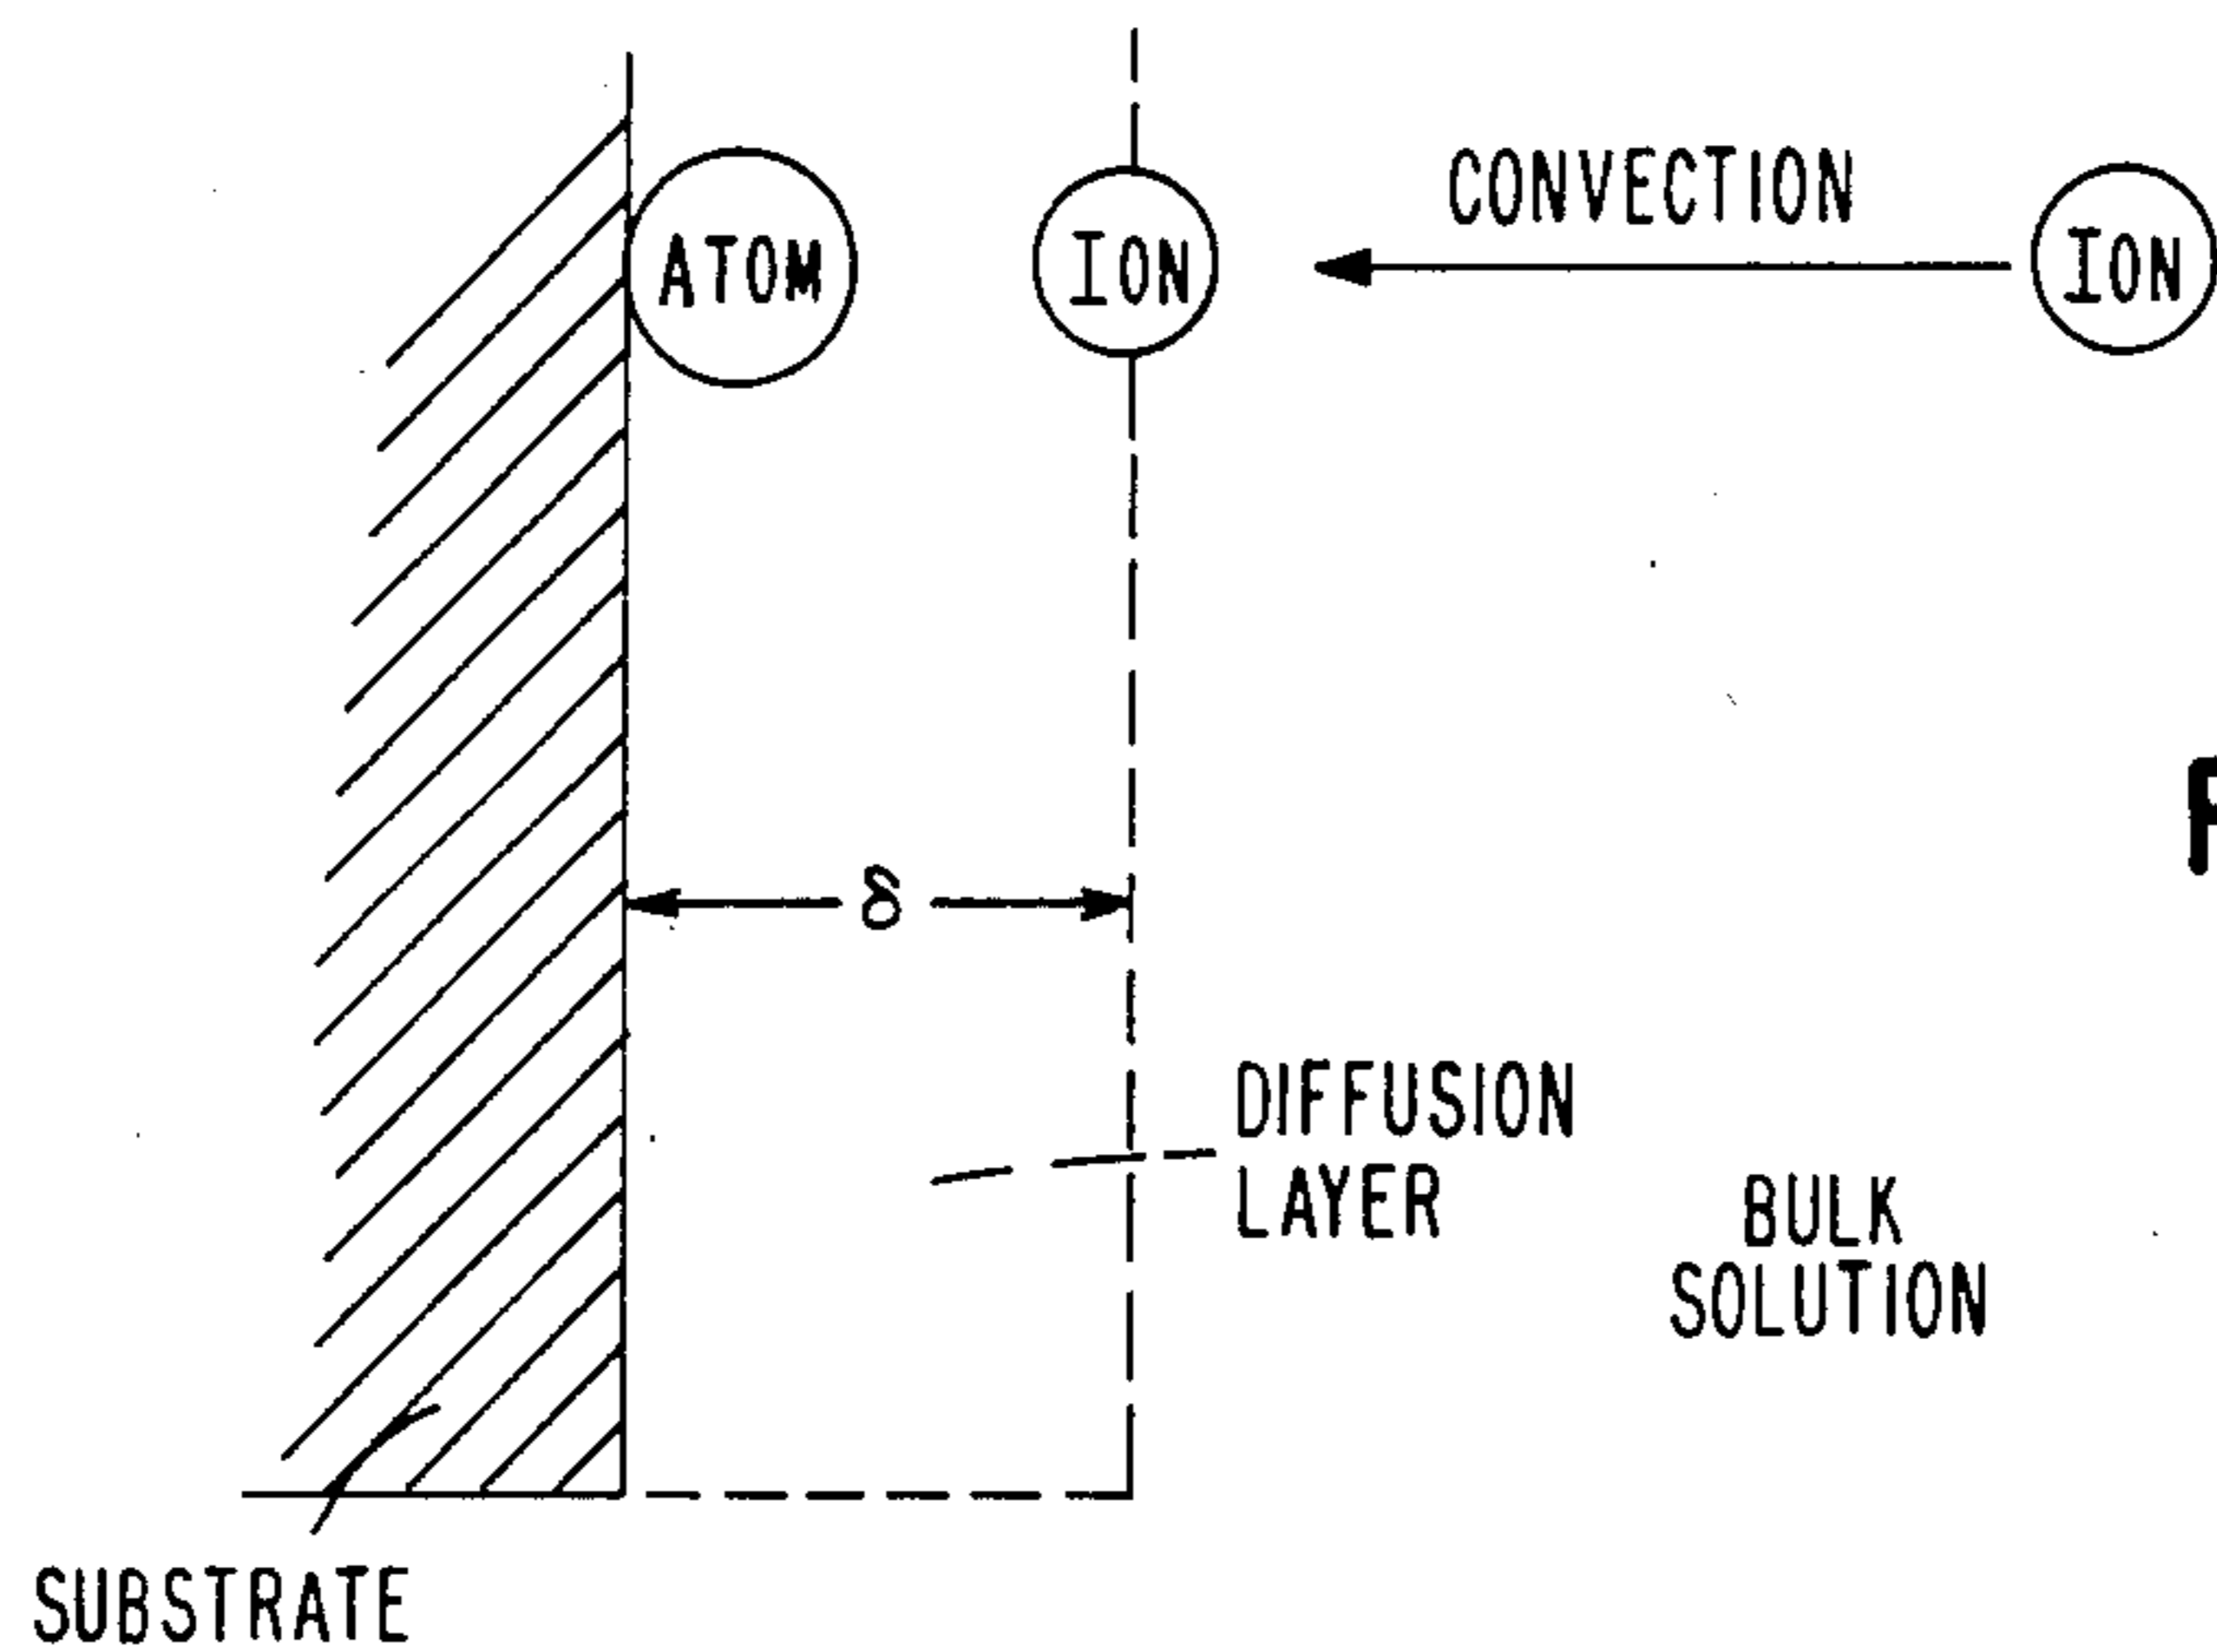 ATOM
ION
CONVECTION
ION
δ
DIFFUSION
LAYER
BULK
SOLUTION
SUBSTRATE